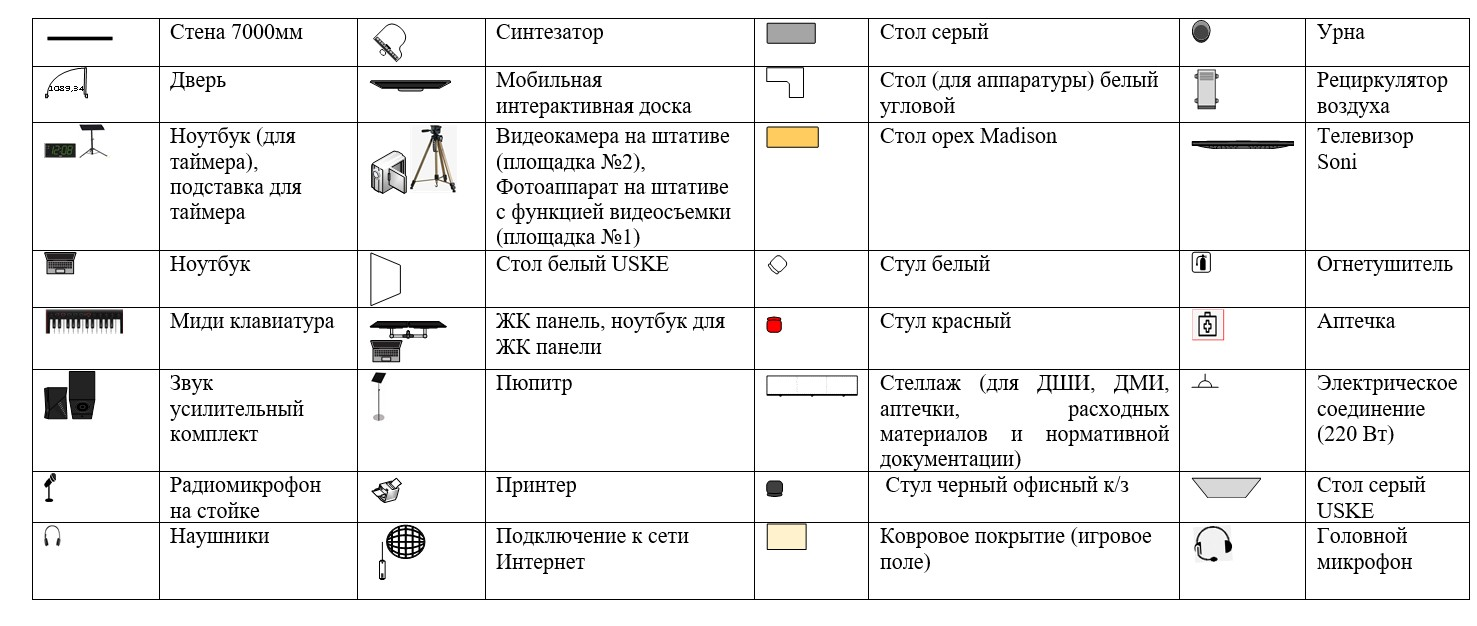 Стена 7000мм
Синтезатор
Стол серый
Урна
1089,34
Дверь
Мобильная
интерактивная доска
Стол (для аппаратуры) белый
угловой
Рециркулятор
воздуха
12:08
Ноутбук (для
таймера),
подставка для
таймера
Видеокамера на штативе
(площадка №2),
Фотоаппарат на штативе
с функцией видеосъемки
(площадка №1)
Стол орех Madison
Телевизор
Soni
Ноутбук
Стол белый USKE
Стул белый
Огнетушитель
Миди клавиатура
ЖК панель, ноутбук для
ЖК панели
Стул красный
Аптечка
Звук
усилительный
комплект
Пюпитр
Стеллаж (для ДШИ, ДМИ,
аптечки, расходных
материалов и нормативной
документации)
Электрическое
соединение
(220 Вт)
Радиомикрофон
на стойке
Принтер
Стул черный офисный к/з
Стол серый
USKE
Наушники
Подключение к сети
Интернет
Ковровое покрытие (игровое
поле)
Головной
микрофон